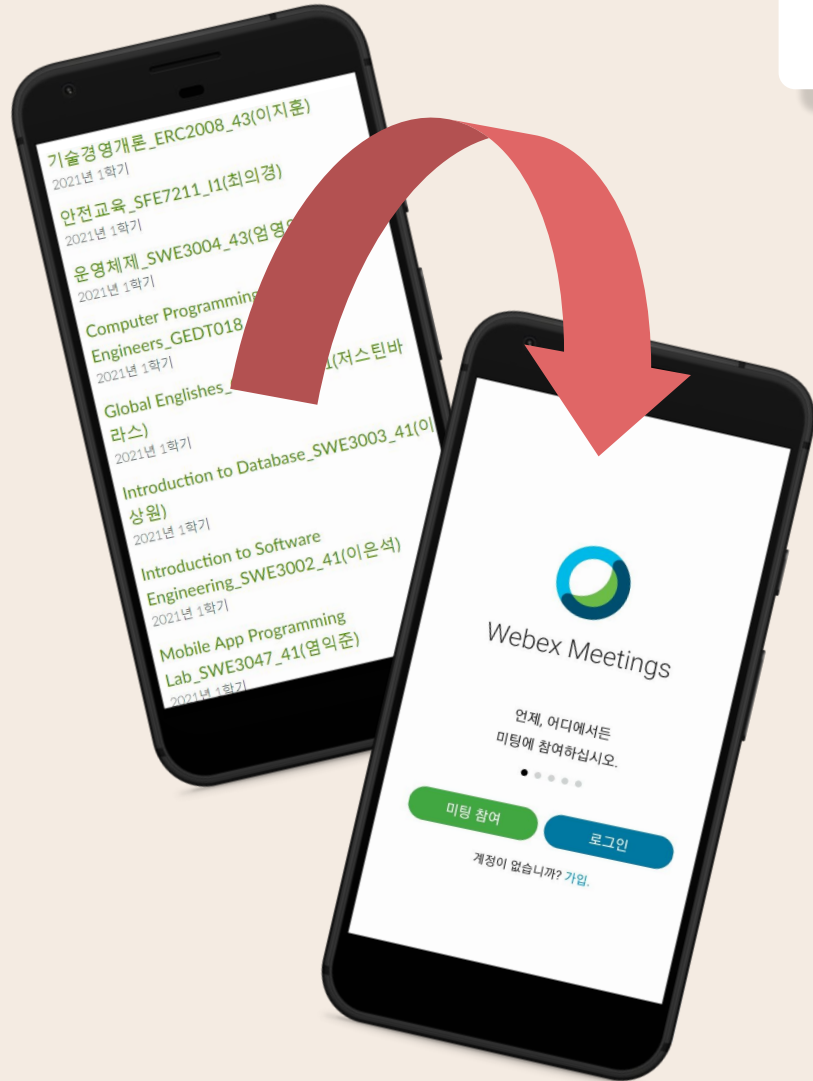 기술경영개론_ERC2008_43(이지훈)
2021년 1학기
안전교육_SFE7211_I1(최의경)
2021년 1학기
운영체제_SWE3004_43(엄영
2021년 1학기
Computer Programming
Engineers_GEDT018
2021년 1학기
Global Englishes_ 1(저스틴바
라스)
2021년 1학기
Introduction to Database_SWE3003_41(이
상원)
2021년 1학기
Introduction to Software
Engineering_SWE3002_41(이은석)
2021년 1학기
Mobile App Programming
Lab_SWE3047_41(염익준)
2021년 1학기
Webex Meetings
언제, 어디에서든
미팅에 참여하십시오.
미팅 참여
로그인
계정이 없습니까? 가입.